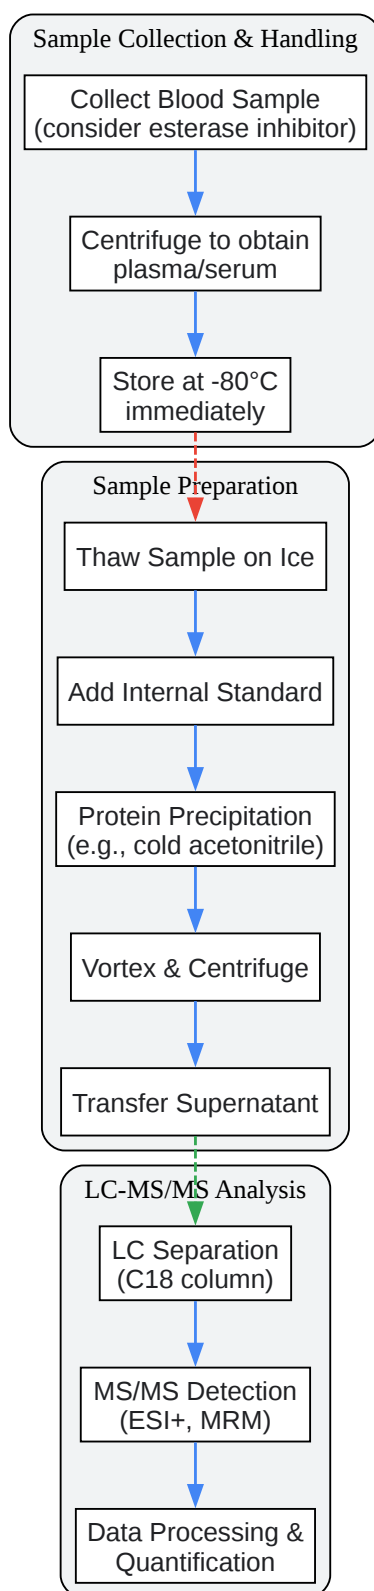 Sample Collection & Handling
Collect Blood Sample
(consider esterase inhibitor)
Centrifuge to obtain
plasma/serum
Store at -80°C
immediately
Sample Preparation
Thaw Sample on Ice
Add Internal Standard
Protein Precipitation
(e.g., cold acetonitrile)
Vortex & Centrifuge
Transfer Supernatant
LC-MS/MS Analysis
LC Separation
(C18 column)
MS/MS Detection
(ESI+, MRM)
Data Processing &
Quantification